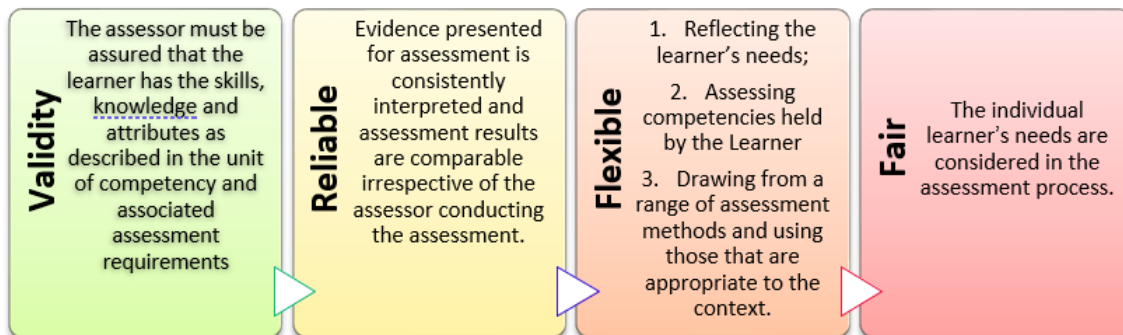 Validity
The assessor must be
assured that the
learner has the skills,
knowledge and
attributes as
described in the unit
of competency and
associated
assessment
requirements
Reliable
Evidence presented
for assessment is
consistently
interpreted and
assessment results
are comparable
irrespective of the
assessor conducting
the assessment.
Flexible
1. Reflecting the
learner’s needs;
2. Assessing
competencies held
by the Learner
3. Drawing from a
range of assessment
methods and using
those that are
appropriate to the
context.
Fair
The individual
learner’s needs are
considered in the
assessment process.